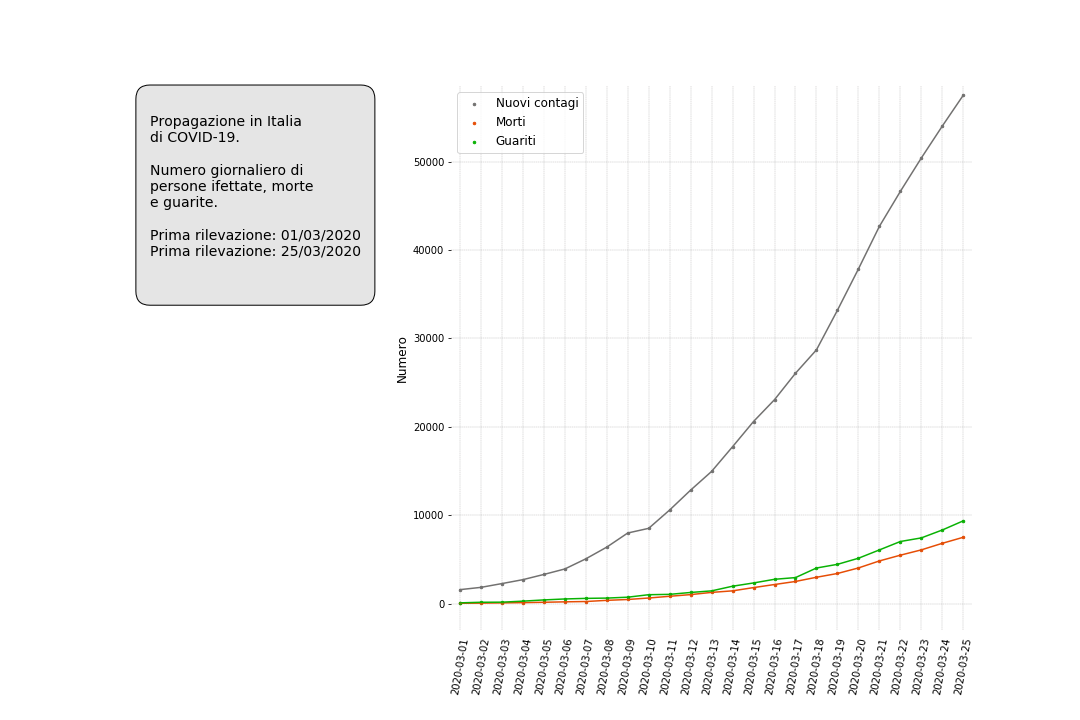 Propagazione in Italia
di COVID-19.
Numero giornaliero di
persone ifettate, morte
e guarite.
Prima rilevazione: 01/03/2020
Prima rilevazione: 25/03/2020
Nuovi contagi
Morti
Guariti
Numero
50000
40000
30000
20000
10000
0
2020-03-01
2020-03-02
2020-03-03
2020-03-04
2020-03-05
2020-03-06
2020-03-07
2020-03-08
2020-03-09
2020-03-10
2020-03-11
2020-03-12
2020-03-13
2020-03-14
2020-03-15
2020-03-16
2020-03-17
2020-03-18
2020-03-19
2020-03-20
2020-03-21
2020-03-22
2020-03-23
2020-03-24
2020-03-25